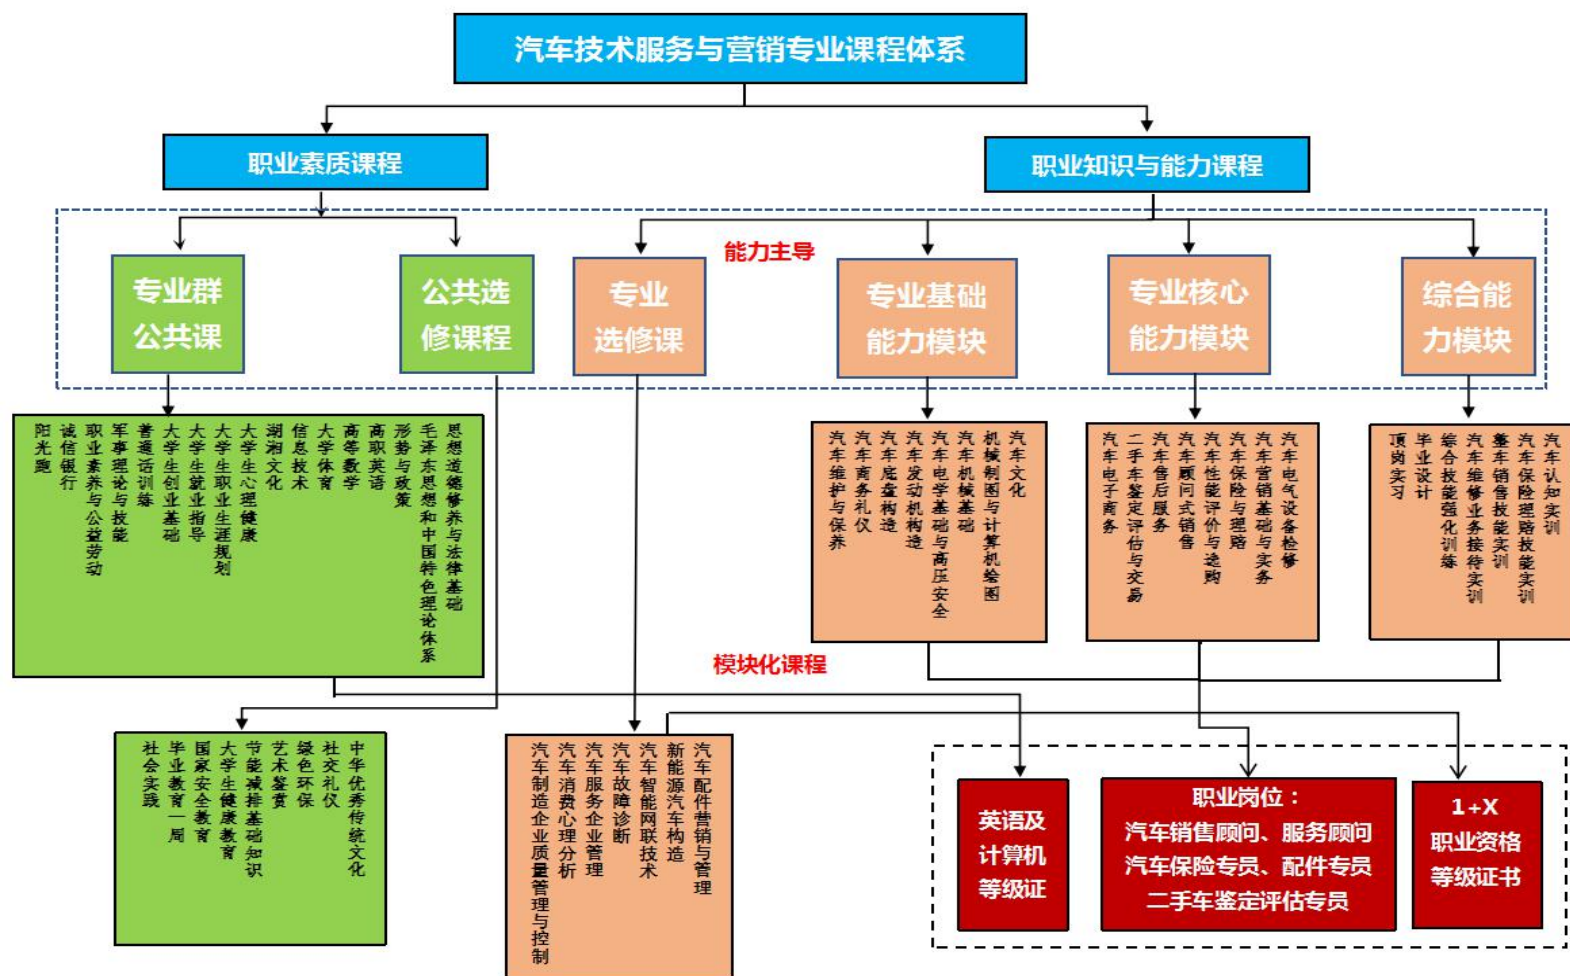 汽车技术服务与营销专业课程体系
职业素质课程
职业知识与能力课程
能力主导
专业群
公共课
公共选
修课程
专业
选修课
专业基础
能力模块
专业核心
能力模块
综合能
力模块
思想道德修养与法律基础
毛泽东思想和中国特色理论体系
形势与政策
高职英语
高等数学
大学体育
信息技术
湖湘文化
大学生心理健康
大学生职业生涯规划
大学生就业指导
大学生创业基础
普通话训练
军事理论与技能
职业素养与公益劳动
诚信银行
阳光跑
汽车文化
机械制图与计算机绘图
汽车机械基础
汽车电学基础与高压安全
汽车发动机构造
汽车底盘构造
汽车商务礼仪
汽车维护与保养
汽车电气设备检修
汽车营销基础与实务
汽车保险与理赂
汽车性能评价与选购
汽车顾问式销售
汽车售后服务
二手车鉴定评估与交易
汽车电子商务
汽车认知实训
汽车保险理赂技能实训
整车销售技能实训
汽车维修业务接待实训
综合技能强化训练
毕业设计
顶岗实习
模块化课程
中华优秀传统文化
社交礼仪
绿色环保
艺术鉴赏
节能减排基础知识
大学生健康教育
国家安全教育
毕业教育一周
社会实践
汽车配件营销与管理
新能源汽车构造
汽车智能网联技术
汽车故障诊断
汽车服务企业管理
汽车消费心理分析
汽车制造企业质量管理与控制
英语及
计算机
等级证
职业岗位：
汽车销售顾问、服务顾问
汽车保险专员、配件专员
二手车鉴定评估专员
1+X
职业资格
等级证书